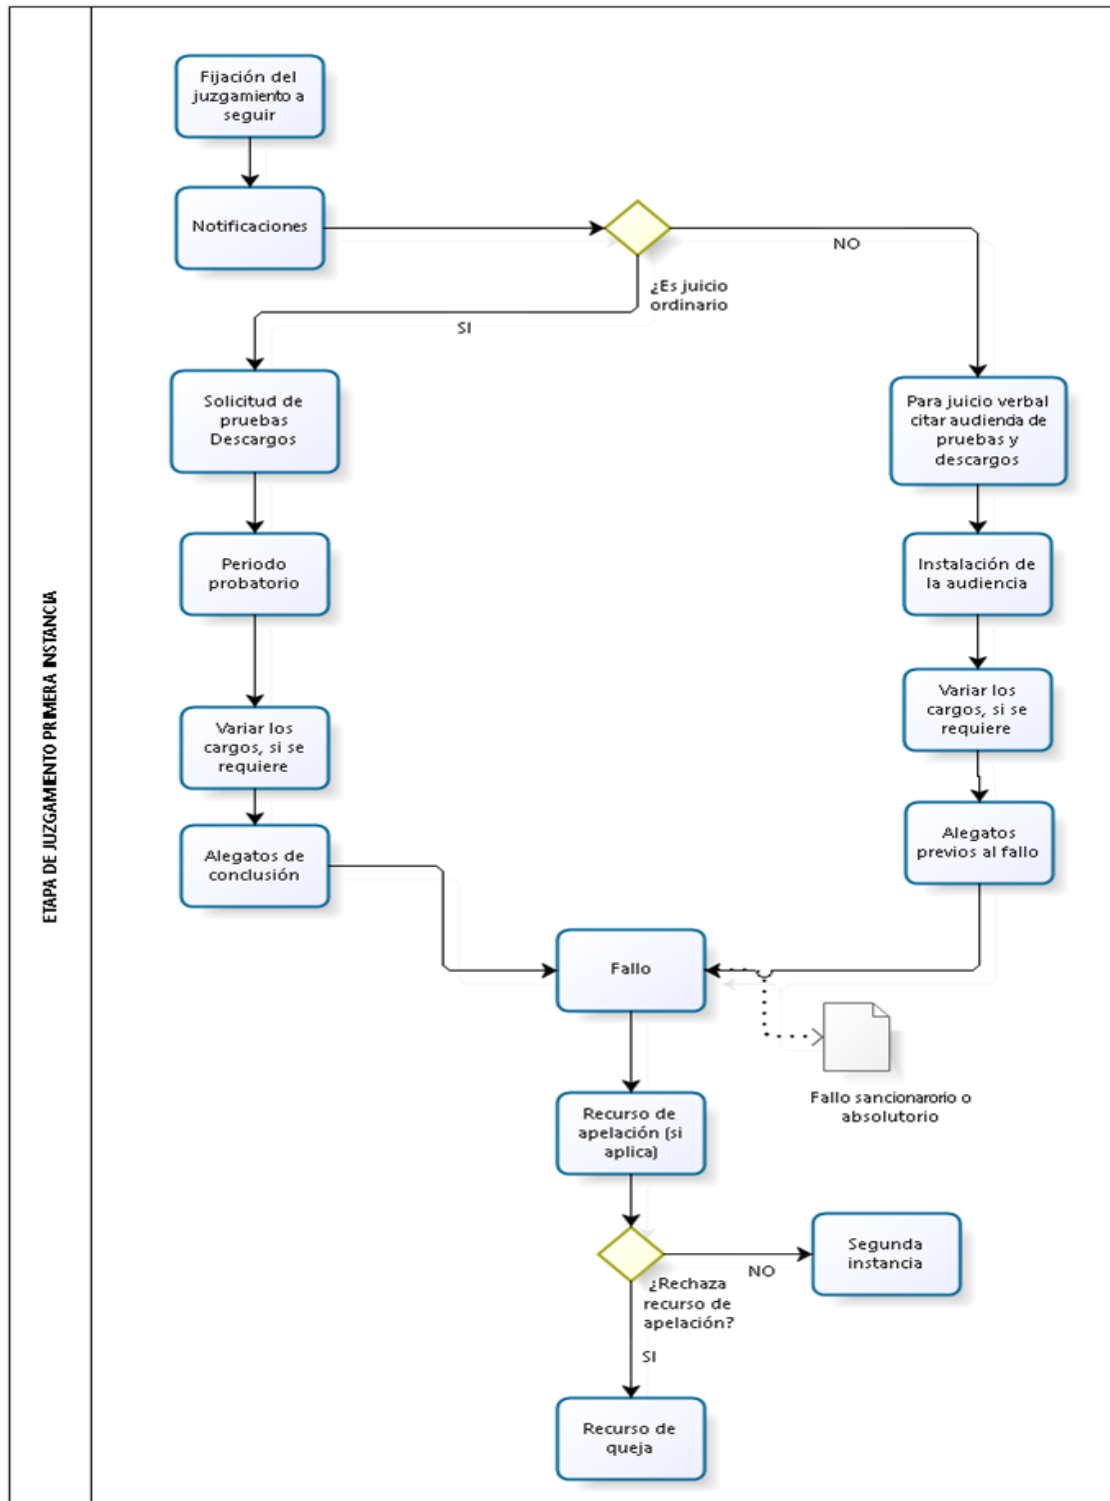 ETAPA DE JUZGAMIENTO PRIMERA INSTANCIA
Fijación del
juzgamiento a
seguir
Notificaciones
¿Es juicio
ordinario
NO
SI
Solicitud de
pruebas
Descargos
Periodo
probatorio
Variar los
cargos, si se
requiere
Alegatos de
conclusión
Para juicio verbal
citar audiencia de
pruebas y
descargos
Instalación de
la audiencia
Variar los
cargos, si se
requiere
Alegatos
previos al fallo
Fallo
Fallo sancionarorio o
absolutorio
Recurso de
apelación (si
aplica)
¿Rechaza
recurso de
apelación?
NO
Segunda
instancia
SI
Recurso de
queja